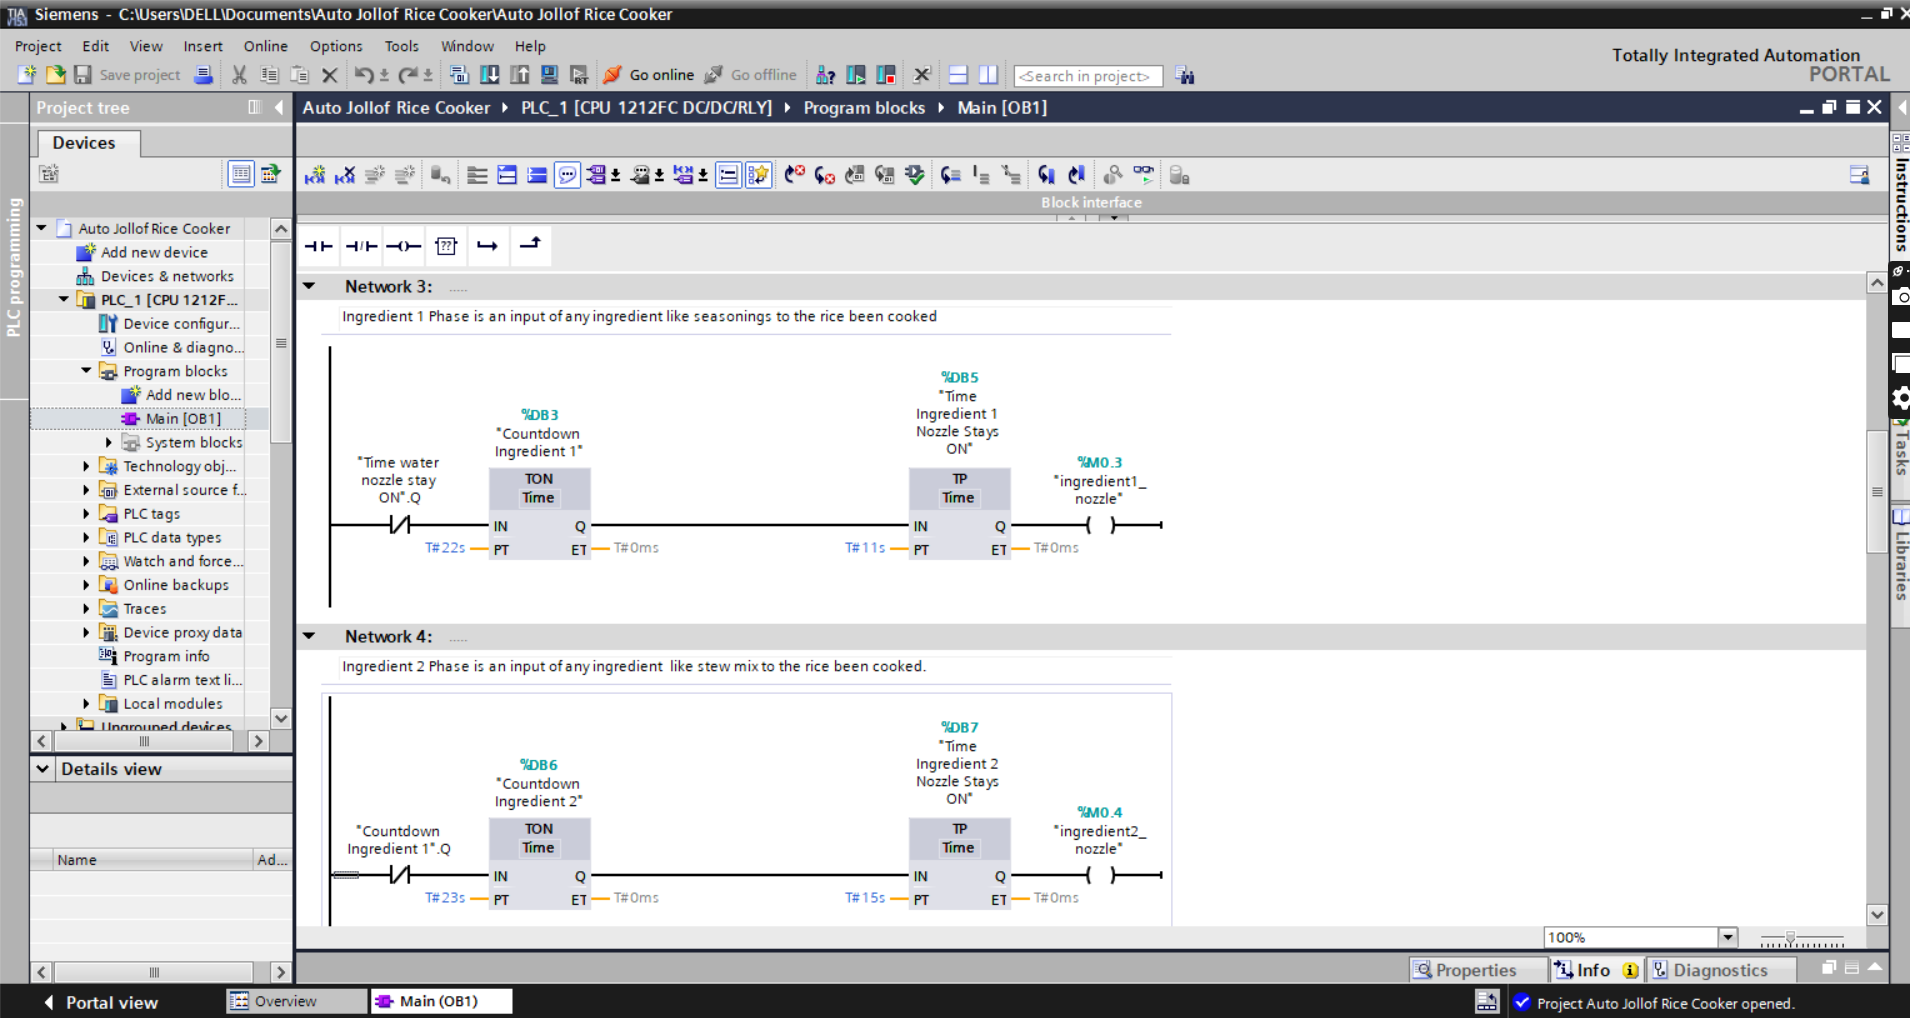 Siemens - C:\Users\DELL\Documents\Auto Jollof Rice Cooker\Auto Jollof Rice Cooker
Project Edit View Insert Online Options Tools Window Help
Totally Integrated Automation
PORTAL
Save project
Go online
Go offline
<Search in project>
Project tree
Auto Jollof Rice Cooker PLC_1 [CPU 1212FC DC/DC/RLY] Program blocks Main [OB1]
Devices
PLC programming
Auto Jollof Rice Cooker
Add new device
Devices & networks
PLC_1 [CPU 1212F...
Device configur...
Online & diagno...
Program blocks
Add new blo...
Main [OB1]
System blocks
Technology obj...
External source f...
PLC tags
PLC data types
Watch and force...
Online backups
Traces
Device proxy data
Program info
PLC alarm text li...
Local modules
Ungrouped devices
Details view
Name Ad...
Block interface
??
Network 3: .....
Ingredient 1 Phase is an input of any ingredient like seasonings to the rice been cooked
"Time water
nozzle stay
ON".Q
%DB3
"Countdown
Ingredient 1"
TON
Time
IN Q
T#22s PT ET T#0ms
%DB5
"Time
Ingredient 1
Nozzle Stays
ON"
TP
Time
IN Q
T#11s PT ET T#0ms
%M0.3
"ingredient1_
nozzle"
Network 4: .....
Ingredient 2 Phase is an input of any ingredient  like stew mix to the rice been cooked.
"Countdown
Ingredient 1".Q
%DB6
"Countdown
Ingredient 2"
TON
Time
IN Q
T#23s PT ET T#0ms
%DB7
"Time
Ingredient 2
Nozzle Stays
ON"
TP
Time
IN Q
T#15s PT ET T#0ms
%M0.4
"ingredient2_
nozzle"
100%
Instructions
Tasks
Libraries
Properties Info Diagnostics
Portal view
Overview
Main (OB1)
Project Auto Jollof Rice Cooker opened.